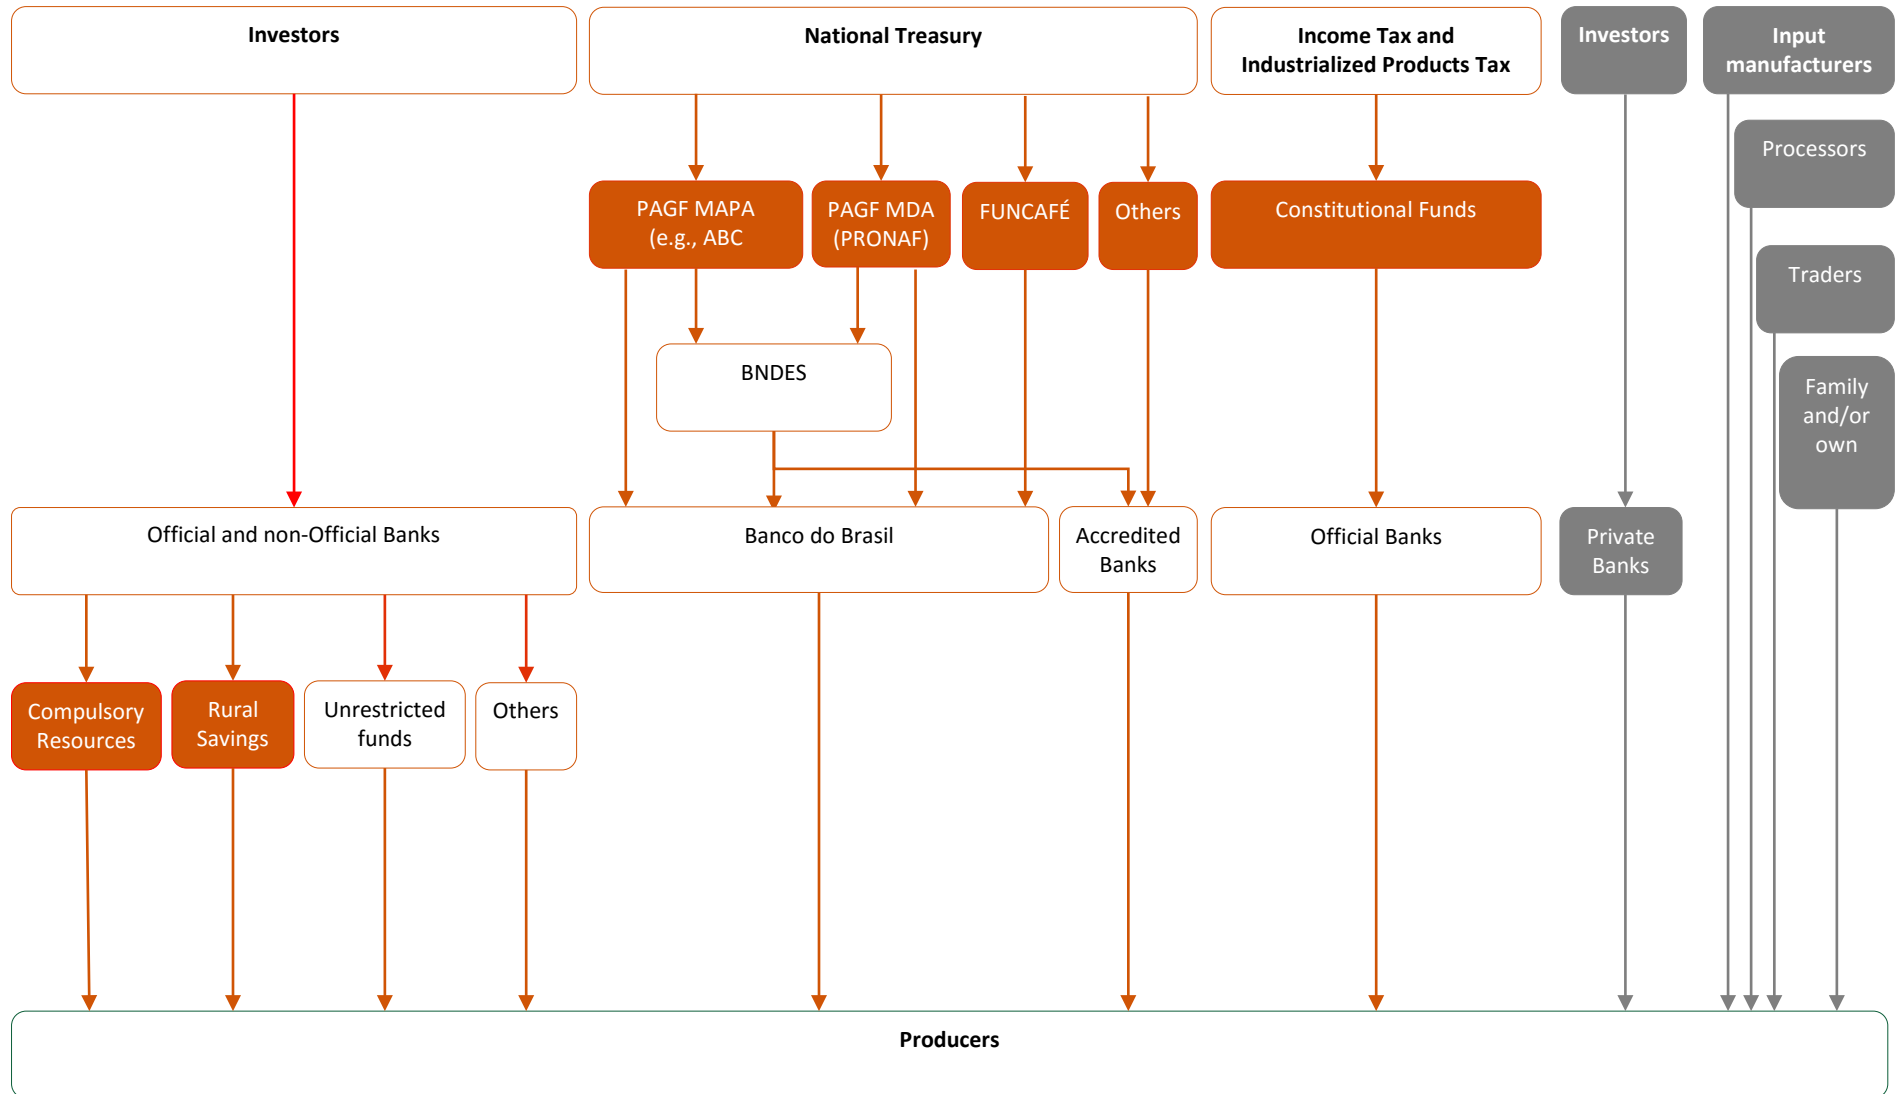 Investors
National Treasury
Income Tax and
Industrialized Products Tax
Investors
Input
manufacturers
Processors
PAGF MAPA
(e.g., ABC
PAGF MDA
(PRONAF)
FUNCAFÉ
Others
Constitutional Funds
Traders
BNDES
Family
and/or
own
Official and non-Official Banks
Banco do Brasil
Accredited
Banks
Official Banks
Private
Banks
Compulsory
Resources
Rural
Savings
Unrestricted
funds
Others
Producers